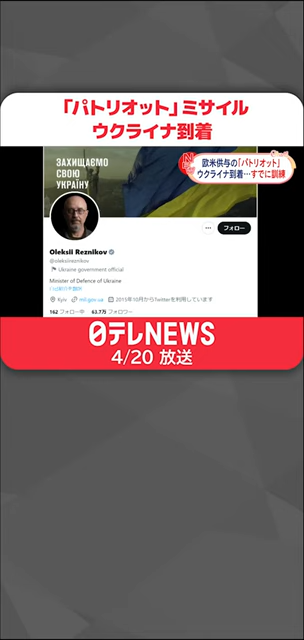 「パトリオット」ミサイル
ウクライナ到着
ЗАХИЩАЄМО
СВОЮ
УКРАЇНУ
欧米供与の「パトリオット」
ウクライナ到着…すでに訓練
フォロー
Oleksii Reznikov
@oleksiireznikov
Ukraine government official
Minister of Defence of Ukraine
Kyiv mil.gov.ua 2015年10月からTwitterを利用しています
162 フォロー中 63.7万 フォロワー
日テレNEWS
4/20 放送